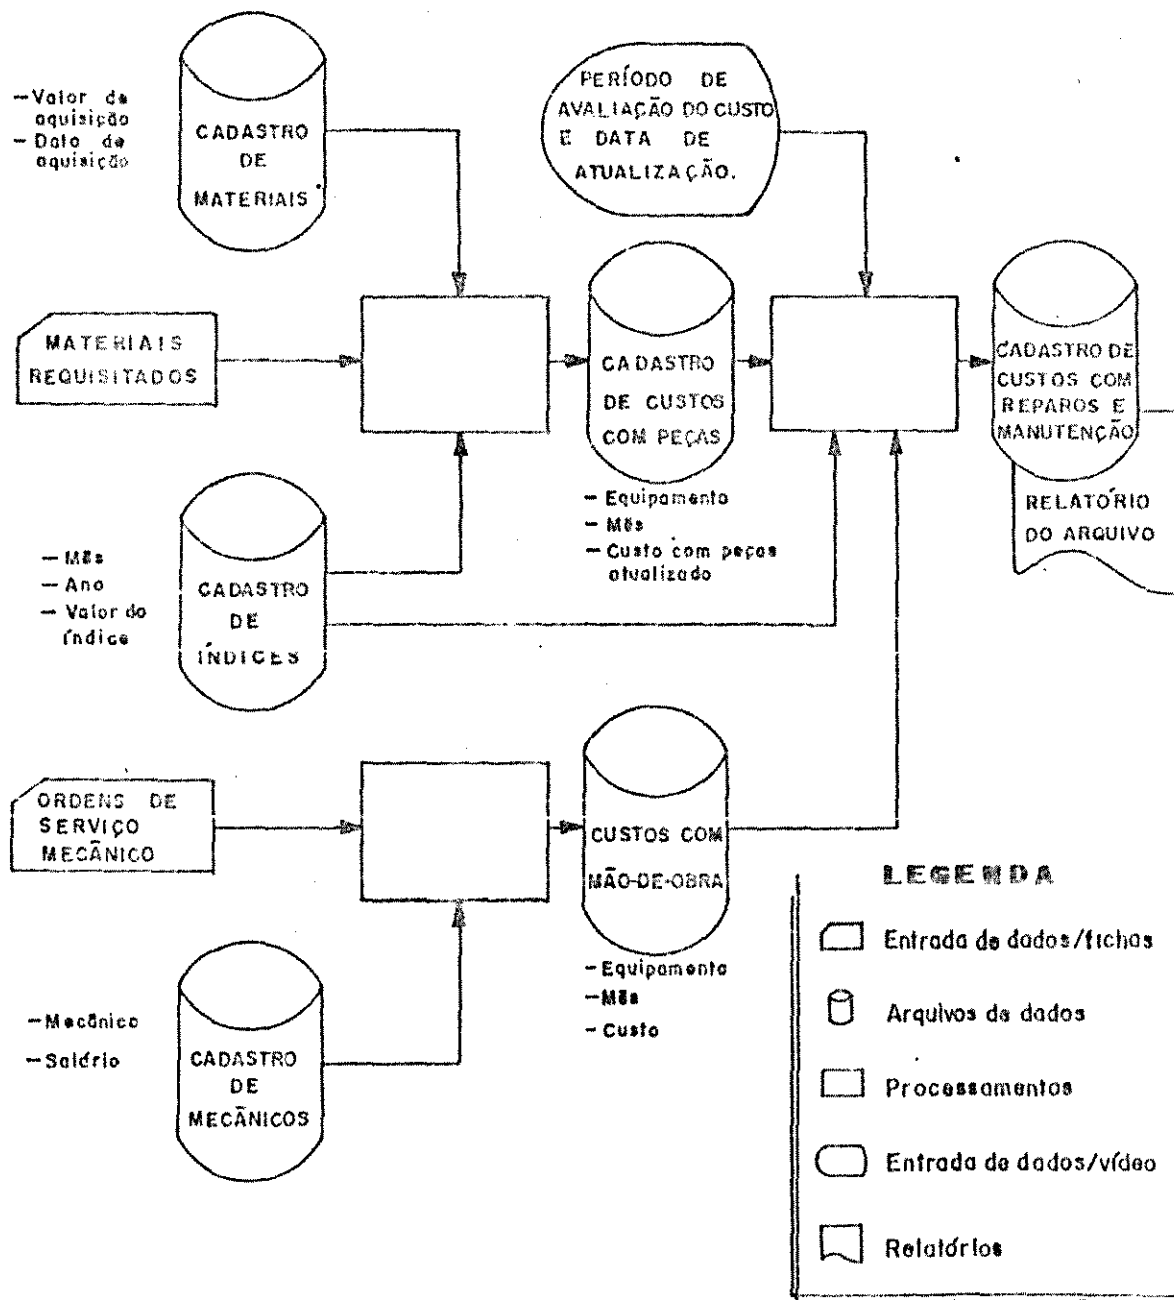 — Valor de
aquisição
— Data de
aquisição
CADASTRO
DE
MATERIAIS
PERÍODO DE
AVALIAÇÃO DO CUSTO
E DATA DE
ATUALIZAÇÃO.
MATERIAIS
REQUISITADOS
CADASTRO
DE CUSTOS
COM PEÇAS
— Equipamento
— Mês
— Custo com peças
atualizado
CADASTRO DE
CUSTOS COM
REPAROS E
MANUTENÇÃO
RELATÓRIO
DO ARQUIVO
— Mês
— Ano
— Valor do
índice
CADASTRO
DE
ÍNDICES
ORDENS DE
SERVIÇO
MECÂNICO
CUSTOS COM
MÃO-DE-OBRA
— Equipamento
— Mês
— Custo
— Mecânico
— Salário
CADASTRO
DE
MECÂNICOS
LEGENDA
Entrada de dados/fichas
Arquivos de dados
Processamentos
Entrada de dados/vídeo
Relatórios